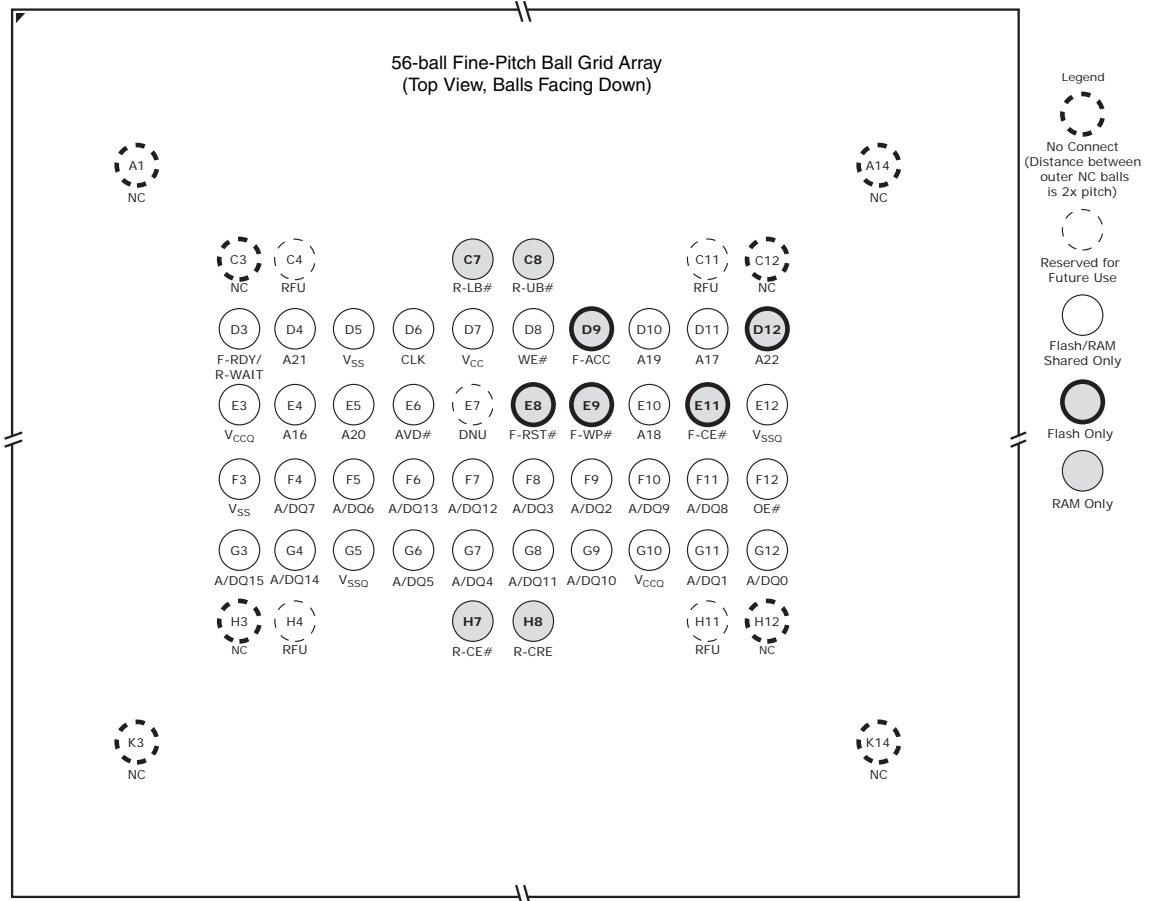 56-ball Fine-Pitch Ball Grid Array
(Top View, Balls Facing Down)
A1 A14
NC NC
C3 C4 C7 C8 C11 C12
NC RFU R-LB# R-UB# RFU NC
D3 D4 D5 D6 D7 D8 D9 D10 D11 D12
F-RDY/ A21 VSS CLK VCC WE# F-ACC A19 A17 A22
R-WAIT
E3 E4 E5 E6 E7 E8 E9 E10 E11 E12
VCCQ A16 A20 AVD# DNU F-RST# F-WP# A18 F-CE# VSSQ
F3 F4 F5 F6 F7 F8 F9 F10 F11 F12
VSS A/DQ7 A/DQ6 A/DQ13 A/DQ12 A/DQ3 A/DQ2 A/DQ9 A/DQ8 OE#
G3 G4 G5 G6 G7 G8 G9 G10 G11 G12
A/DQ15 A/DQ14 VSSQ A/DQ5 A/DQ4 A/DQ11 A/DQ10 VCCQ A/DQ1 A/DQ0
H3 H4 H7 H8 H11 H12
NC RFU R-CE# R-CRE RFU NC
K3 K14
NC NC
Legend
No Connect
(Distance between
outer NC balls
is 2x pitch)
Reserved for
Future Use
Flash/RAM
Shared Only
Flash Only
RAM Only